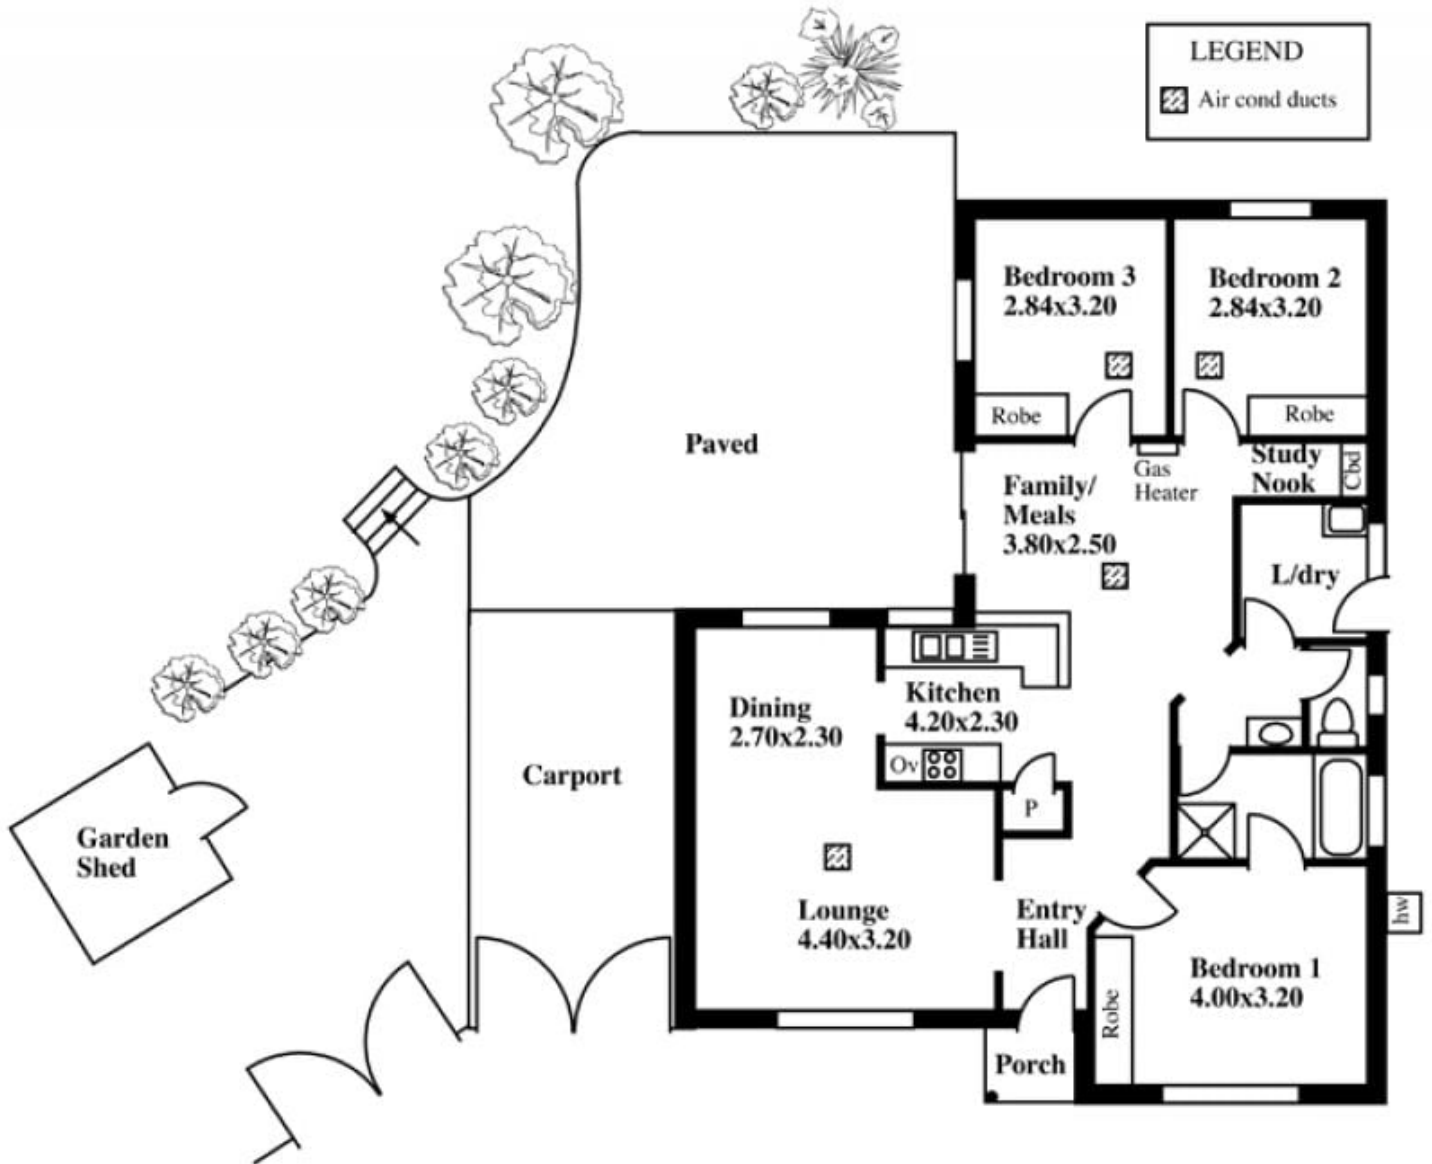 LEGEND
Air cond ducts
Bedroom 3
2.84x3.20
Bedroom 2
2.84x3.20
Robe
Robe
Paved
Gas
Heater
Study
Nook
Cbd
Family/
Meals
3.80x2.50
L/dry
Kitchen
4.20x2.30
Dining
2.70x2.30
Ov
P
Carport
Garden
Shed
Lounge
4.40x3.20
Entry
Hall
hw
Bedroom 1
4.00x3.20
Robe
Porch